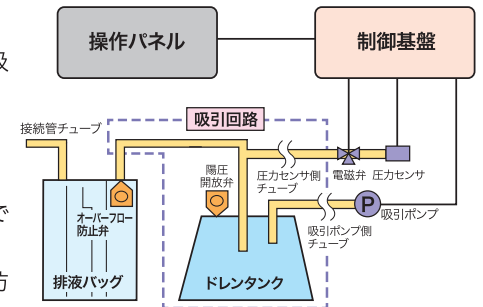 操作パネル
制御基盤
吸
吸引回路
接続管チューブ
陽圧
開放弁
圧力センサ側
チューブ
電磁弁
圧力センサ
オーバーフロー
防止弁
P
吸引ポンプ
で
吸引ポンプ側
チューブ
排液バッグ
ドレンタンク
方